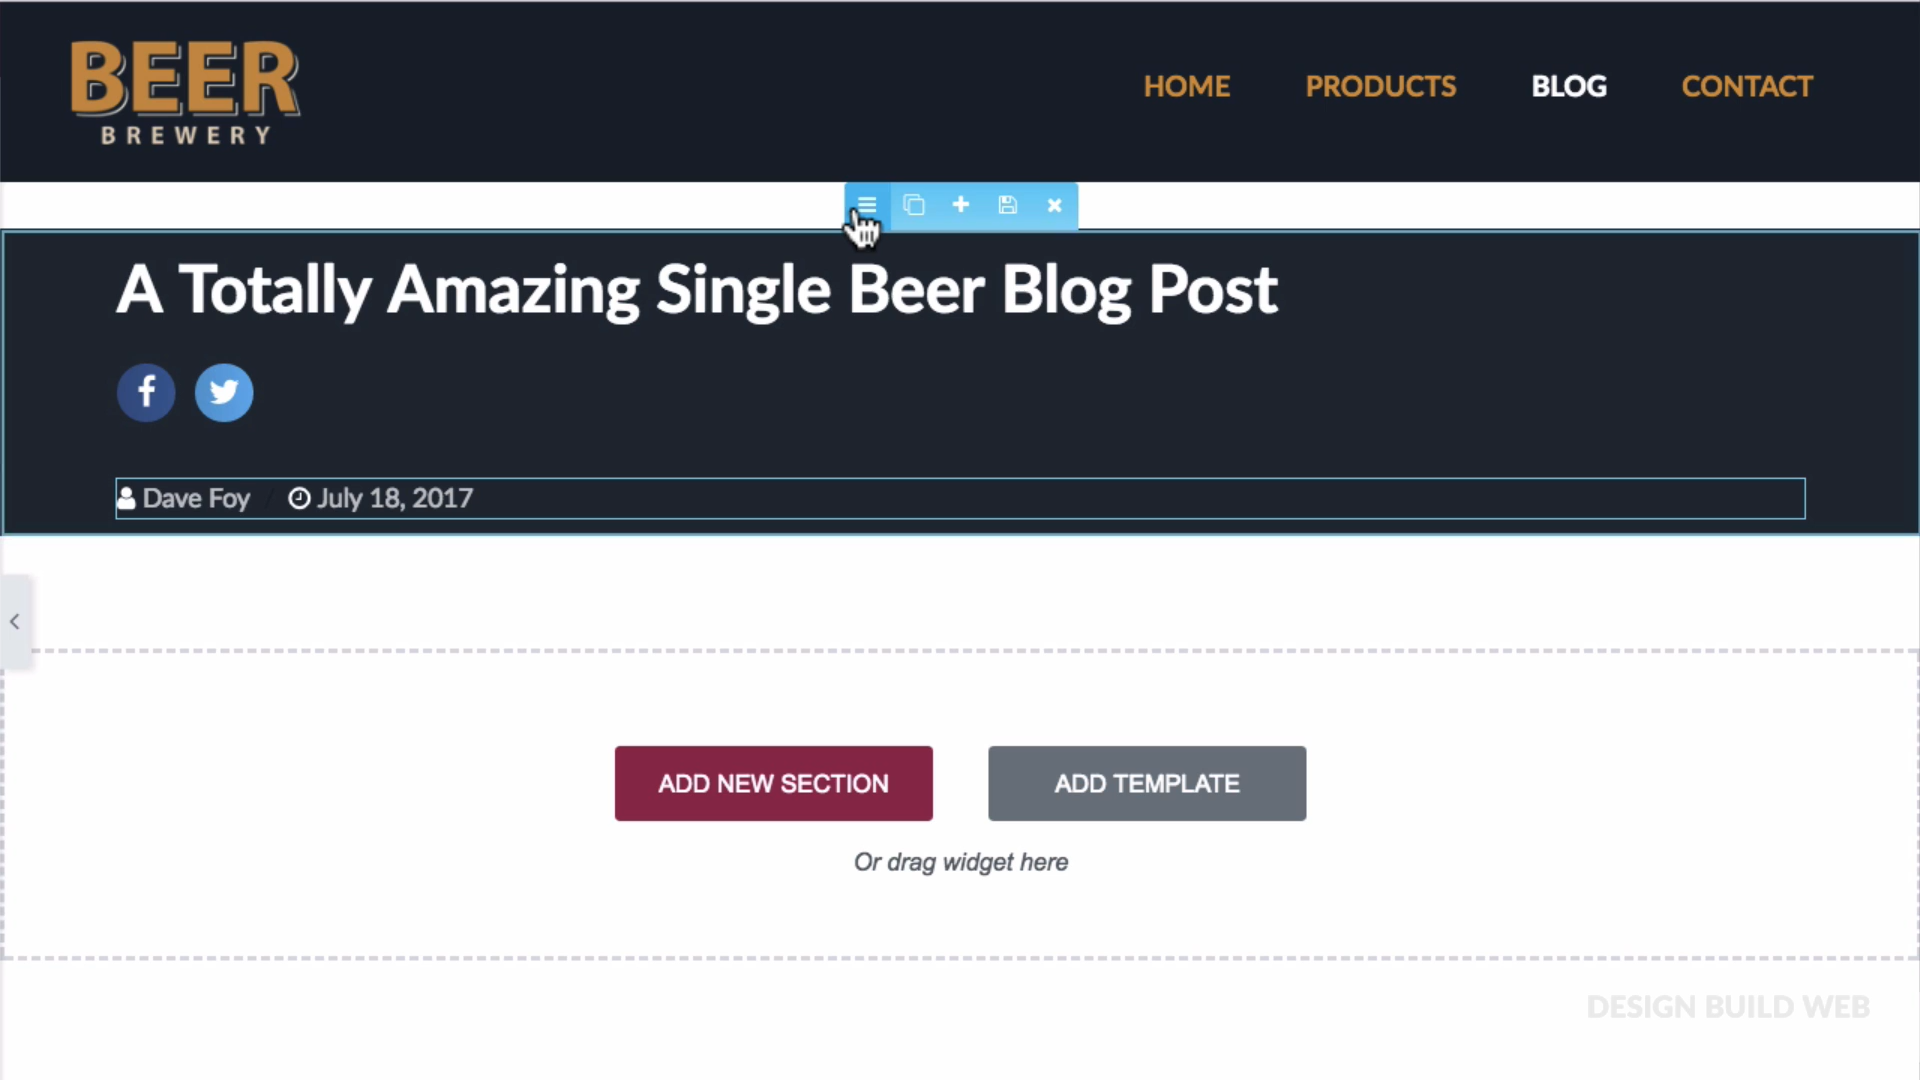 BEER
BREWERY
HOME PRODUCTS BLOG CONTACT
A Totally Amazing Single Beer Blog Post
Dave Foy / July 18, 2017
ADD NEW SECTION ADD TEMPLATE
Or drag widget here
DESIGN BUILD WEB